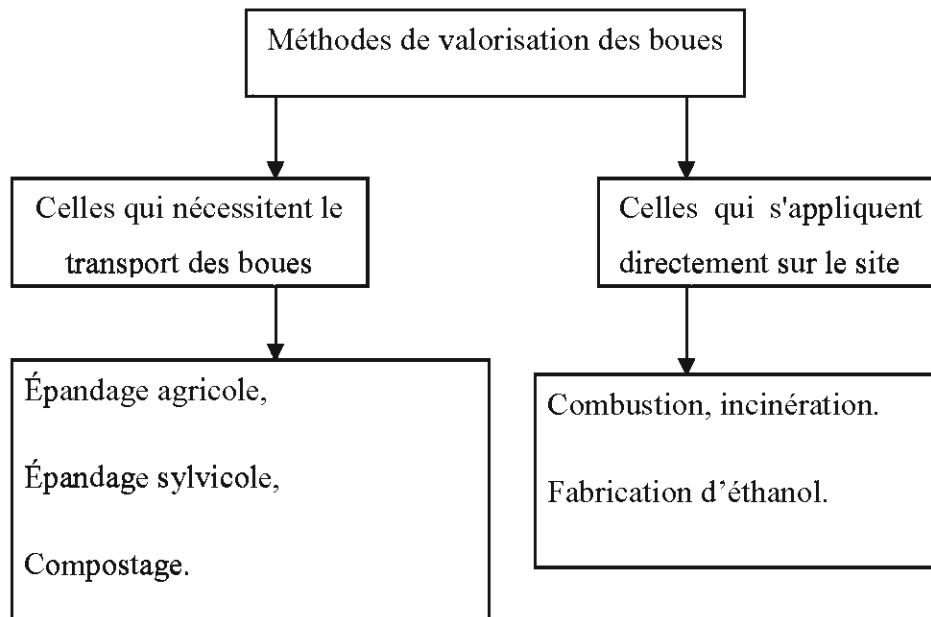 Méthodes de valorisation des boues
Celles qui nécessitent le
transport des boues
Celles qui s'appliquent
directement sur le site
Épandage agricole,
Épandage sylvicole,
Compostage.
Combustion, incinération.
Fabrication d’éthanol.